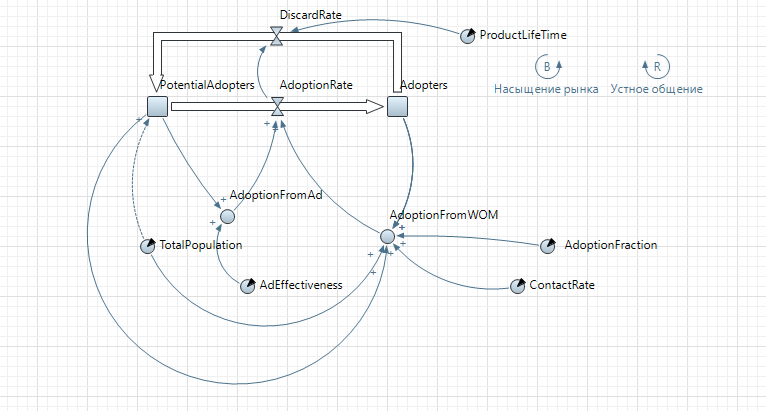 DiscardRate
ProductLifeTime
B
R
PotentialAdopters
AdoptionRate
Adopters
Насыщение рынка
Устное общение
AdoptionFromAd
AdoptionFromWOM
TotalPopulation
AdoptionFraction
AdEffectiveness
ContactRate